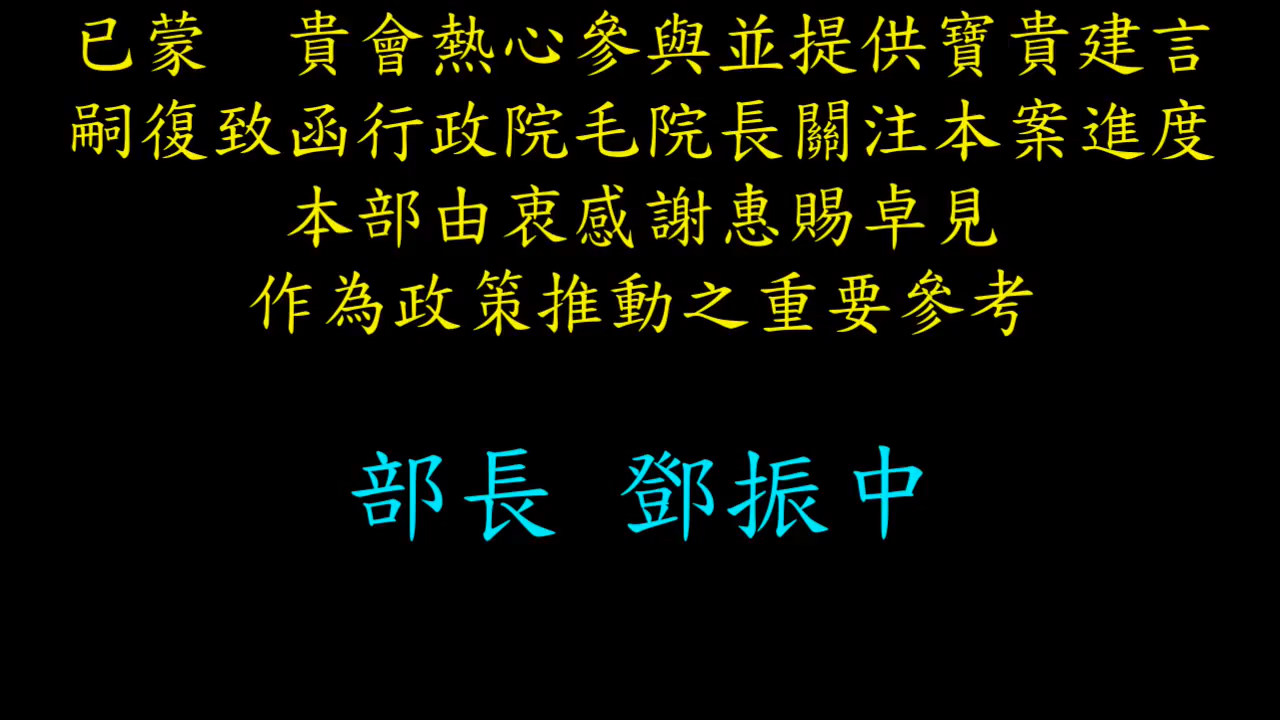 已蒙　貴會熱心參與並提供寶貴建言
嗣復致函行政院毛院長關注本案進度
本部由衷感謝惠賜卓見
作為政策推動之重要參考
部長 鄧振中